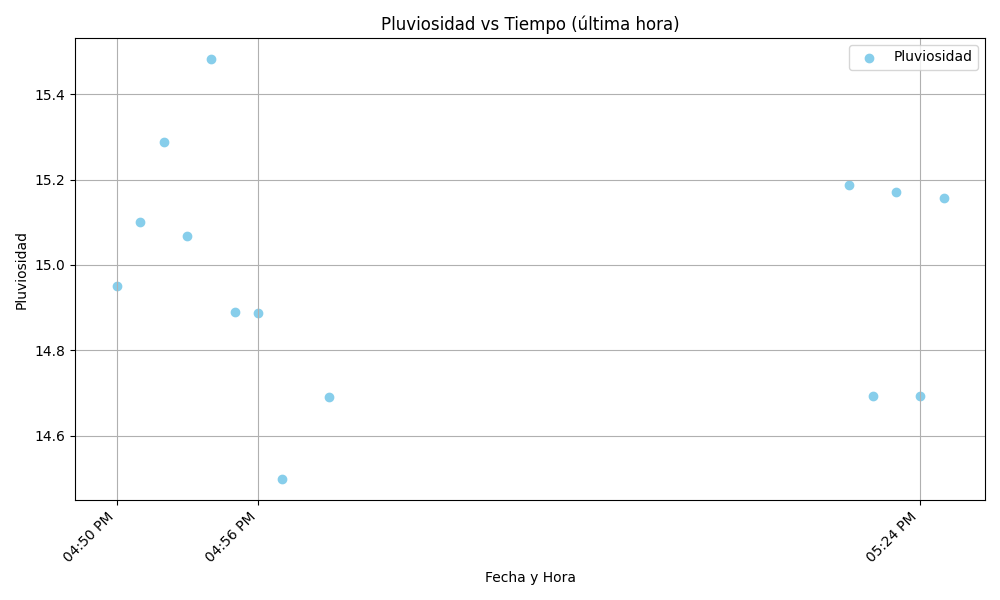 Pluviosidad vs Tiempo (última hora)
Pluviosidad
15.4
15.2
15.0
14.8
14.6
Pluviosidad
04:50 PM
04:56 PM
05:24 PM
Fecha y Hora